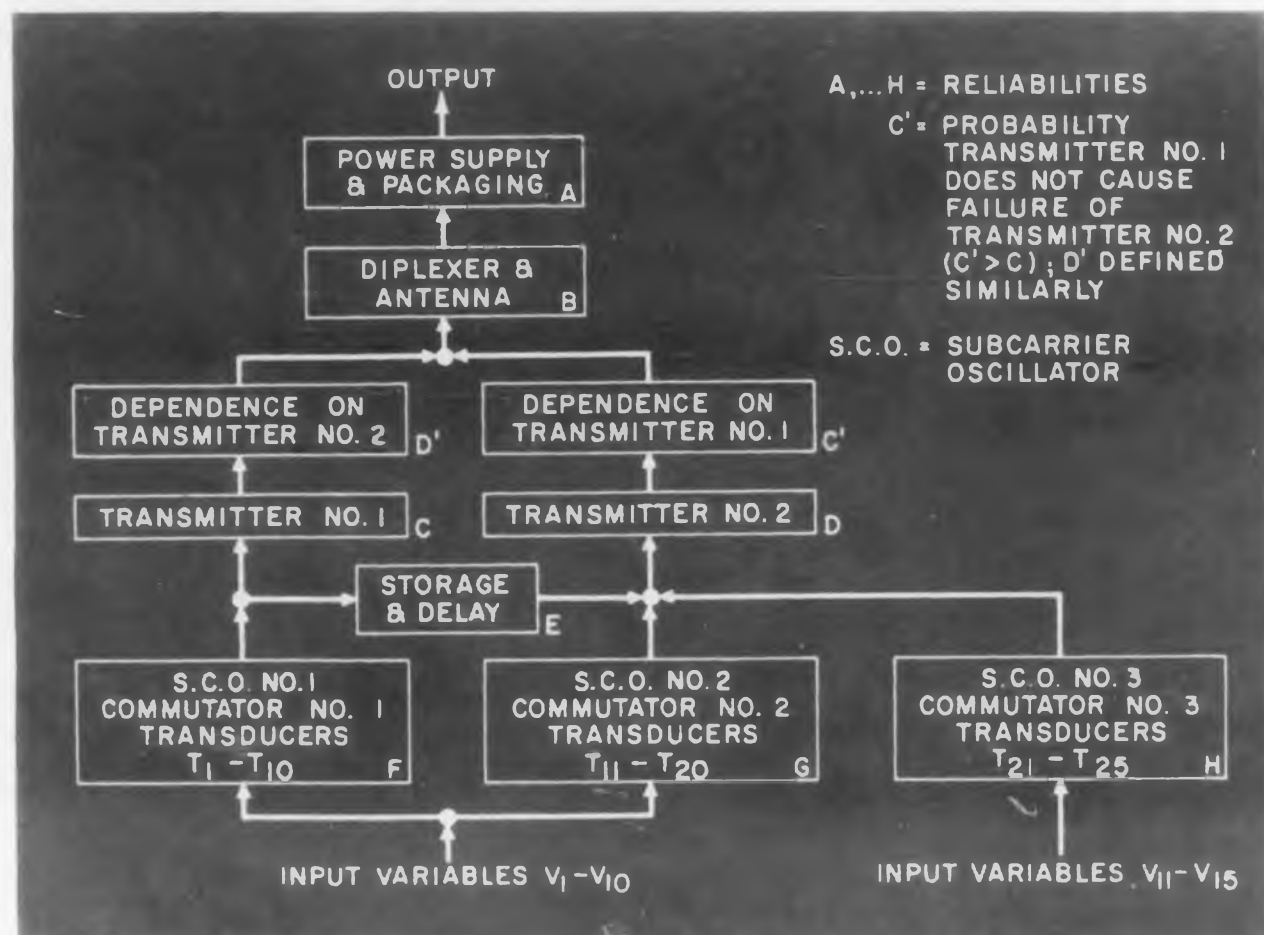 OUTPUT
POWER SUPPLY
& PACKAGING
A
DIPLEXER &
ANTENNA
B
DEPENDENCE ON
TRANSMITTER NO. 2
D'
DEPENDENCE ON
TRANSMITTER NO. 1
C'
TRANSMITTER NO. 1
C
TRANSMITTER NO. 2
D
STORAGE
& DELAY
E
S.C.O. NO. 1
COMMUTATOR NO. 1
TRANSDUCERS
T1 - T10
F
S.C.O. NO. 2
COMMUTATOR NO. 2
TRANSDUCERS
T11 - T20
G
S.C.O. NO. 3
COMMUTATOR NO. 3
TRANSDUCERS
T21 - T25
H
INPUT VARIABLES V1 - V10
INPUT VARIABLES V11 - V15
A,...H = RELIABILITIES
C' = PROBABILITY
TRANSMITTER NO. 1
DOES NOT CAUSE
FAILURE OF
TRANSMITTER NO. 2
(C' > C) ; D' DEFINED
SIMILARLY
S.C.O. = SUBCARRIER
OSCILLATOR